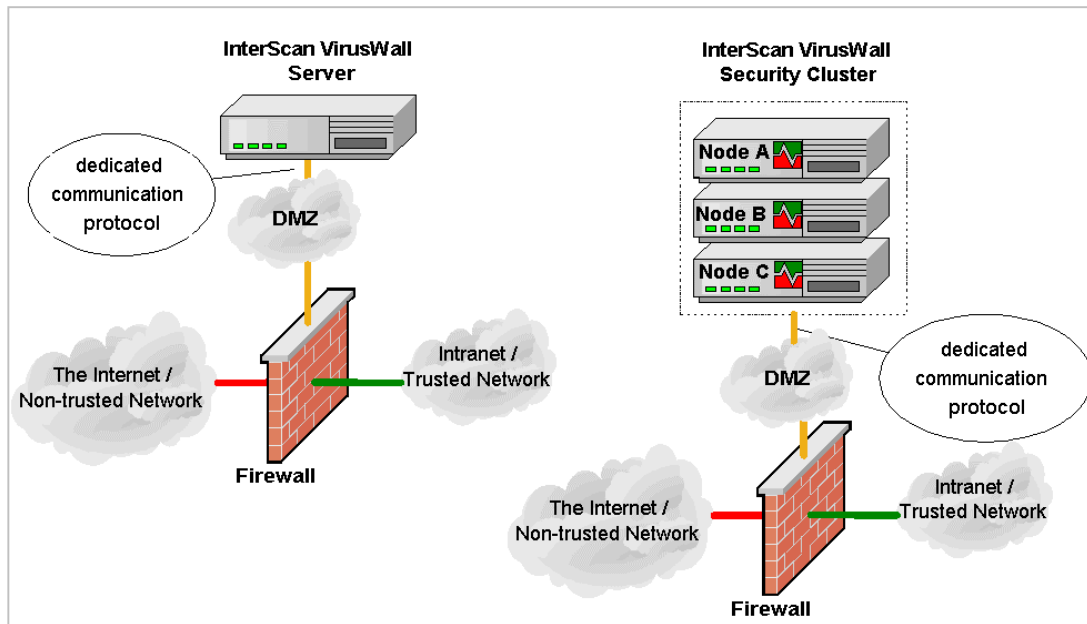 InterScan VirusWall
Server
dedicated
communication
protocol
DMZ
The Internet /
Non-trusted Network
Intranet /
Trusted Network
Firewall
InterScan VirusWall
Security Cluster
Node A
Node B
Node C
dedicated
communication
protocol
DMZ
The Internet /
Non-trusted Network
Intranet /
Trusted Network
Firewall